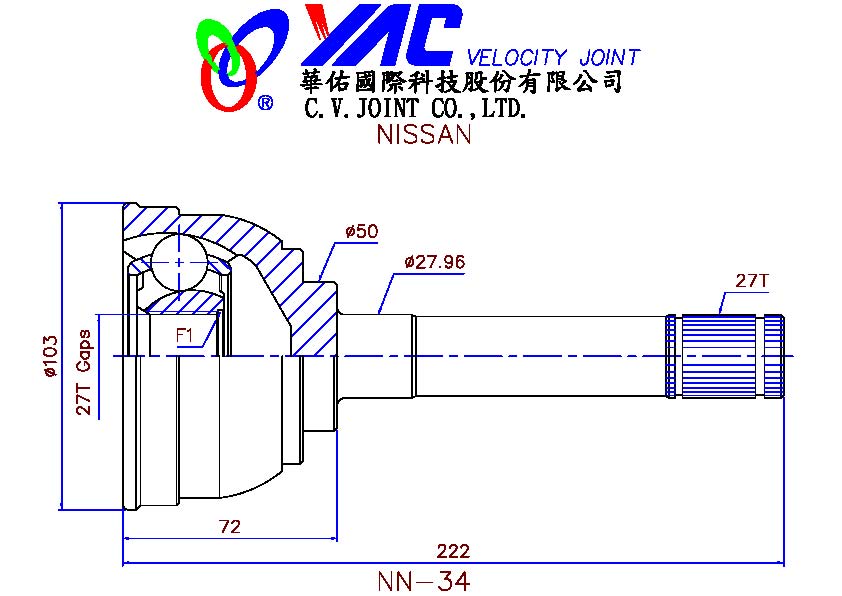 YAC VELOCITY JOINT
®
華佑國際科技股份有限公司
C.V.JOINT CO.,LTD.
NISSAN
ø50
ø27.96
27T
F1
ø103
27T Gaps
72
222
NN-34